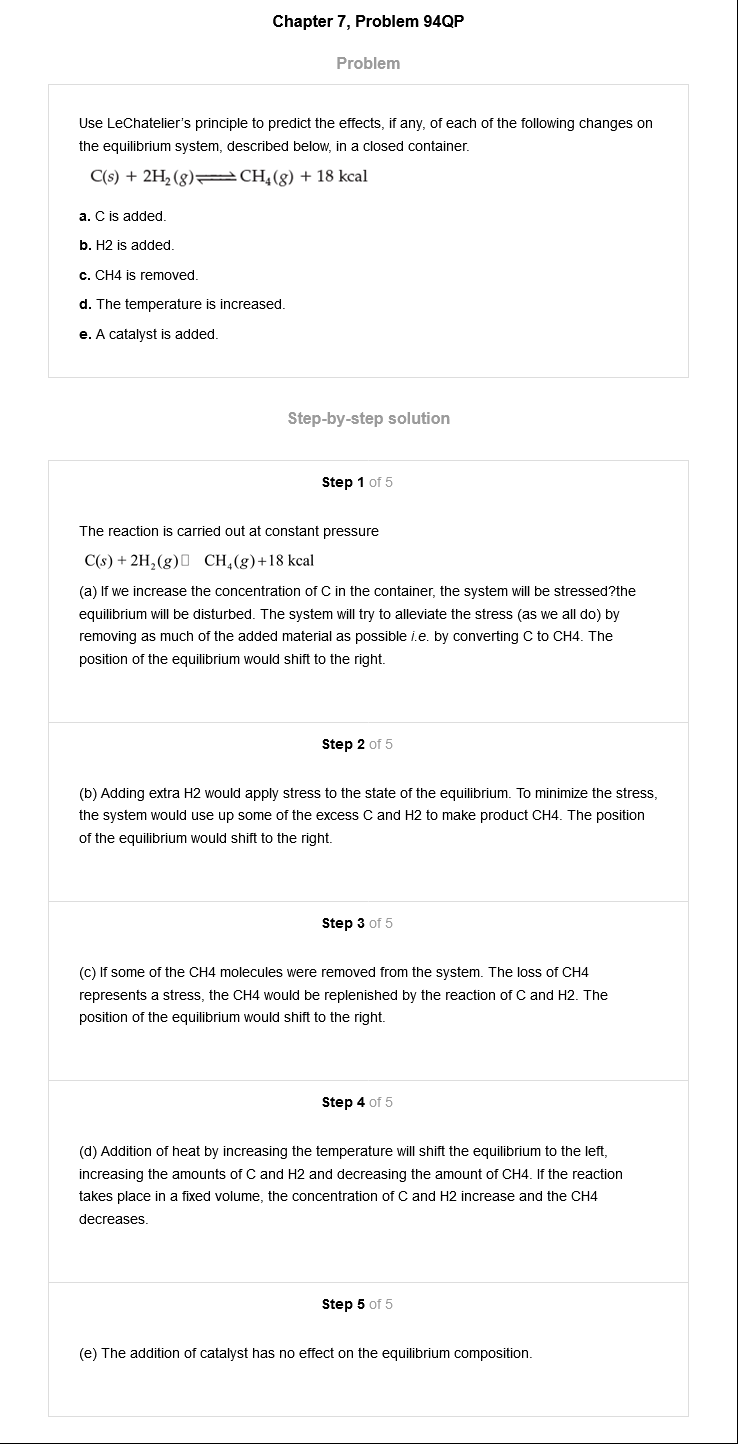 Chapter 7, Problem 94QP
Problem
Use LeChatelier's principle to predict the effects, if any, of each of the following changes on
the equilibrium system, described below, in a closed container.
C(s) + 2H₂(g)⇌CH₄(g) + 18 kcal
a. C is added.
b. H2 is added.
c. CH4 is removed.
d. The temperature is increased.
e. A catalyst is added.
Step-by-step solution
Step 1 of 5
The reaction is carried out at constant pressure
C(s) + 2H₂(g)▯ CH₄(g)+18 kcal
(a) If we increase the concentration of C in the container, the system will be stressed?the
equilibrium will be disturbed. The system will try to alleviate the stress (as we all do) by
removing as much of the added material as possible i.e. by converting C to CH4. The
position of the equilibrium would shift to the right.
Step 2 of 5
(b) Adding extra H2 would apply stress to the state of the equilibrium. To minimize the stress,
the system would use up some of the excess C and H2 to make product CH4. The position
of the equilibrium would shift to the right.
Step 3 of 5
(c) If some of the CH4 molecules were removed from the system. The loss of CH4
represents a stress, the CH4 would be replenished by the reaction of C and H2. The
position of the equilibrium would shift to the right.
Step 4 of 5
(d) Addition of heat by increasing the temperature will shift the equilibrium to the left,
increasing the amounts of C and H2 and decreasing the amount of CH4. If the reaction
takes place in a fixed volume, the concentration of C and H2 increase and the CH4
decreases.
Step 5 of 5
(e) The addition of catalyst has no effect on the equilibrium composition.